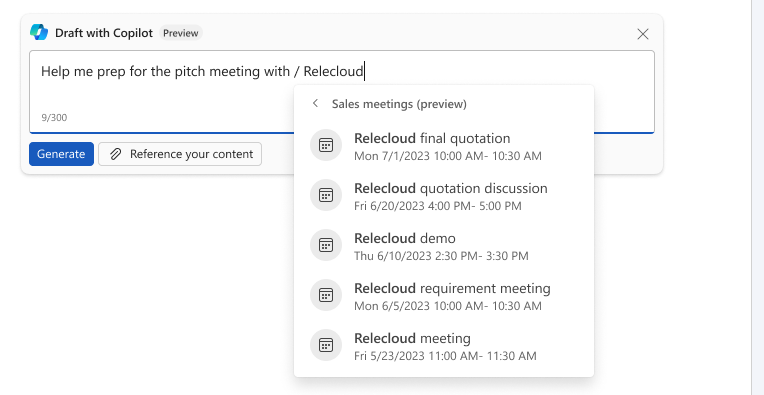 Draft with Copilot Preview
Help me prep for the pitch meeting with / Relecloud
9/300
Generate Reference your content
Sales meetings (preview)
Relecloud final quotation
Mon 7/1/2023 10:00 AM- 10:30 AM
Relecloud quotation discussion
Fri 6/20/2023 4:00 PM- 5:00 PM
Relecloud demo
Thu 6/10/2023 2:30 PM- 3:30 PM
Relecloud requirement meeting
Mon 6/5/2023 10:00 AM- 10:30 AM
Relecloud meeting
Fri 5/23/2023 11:00 AM- 11:30 AM